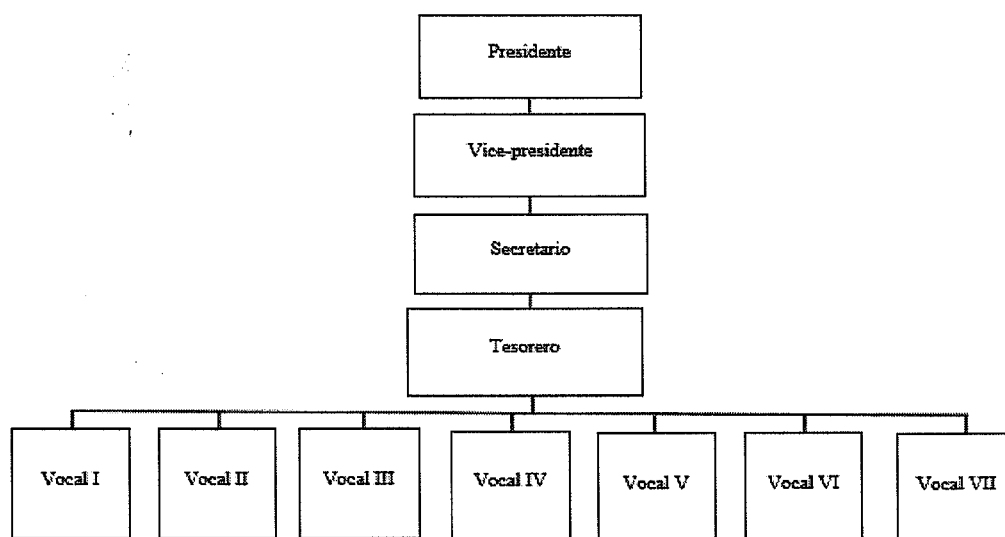 Presidente
Vice-presidente
Secretario
Tesorero
Vocal I
Vocal II
Vocal III
Vocal IV
Vocal V
Vocal VI
Vocal VII